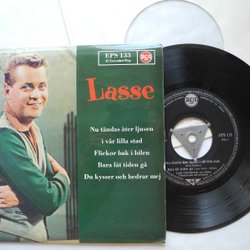 EPS 133
45 Extended Play
RCA
Lasse
Nu tändas åter ljusen
i vår lilla stad
Flickor bak i bilen
Bara låt tiden gå
Du kysser och bedrar mej
RCA
EPS 133